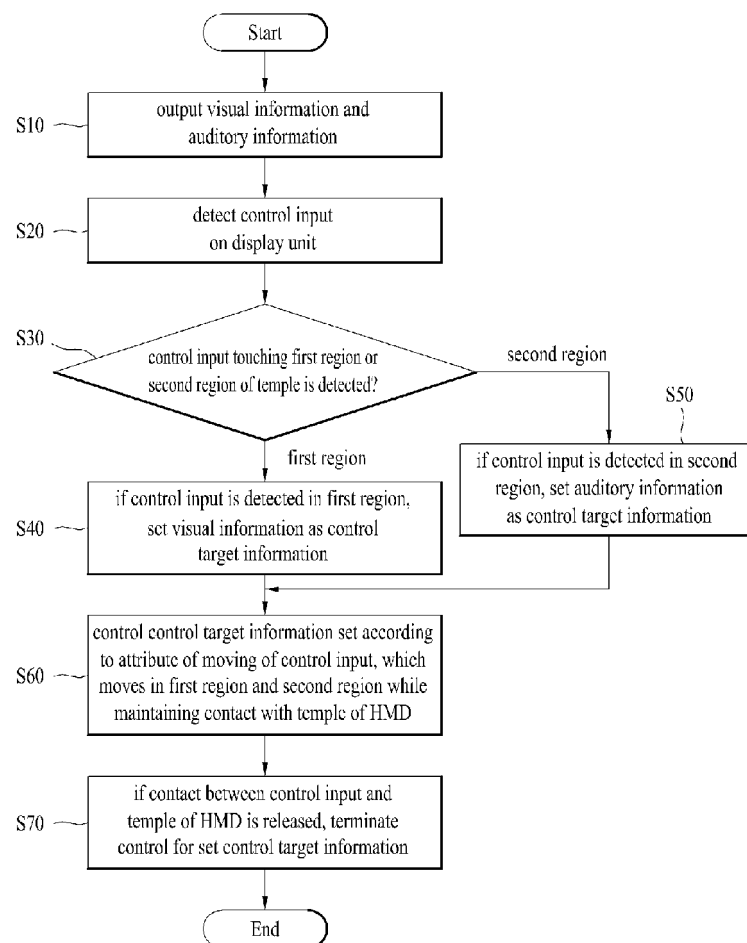 Start
S10
output visual information and
auditory information
S20
detect control input
on display unit
S30
control input touching first region or
second region of temple is detected?
second region
S50
if control input is detected in second
region, set auditory information
as control target information
first region
S40
if control input is detected in first region,
set visual information as control
target information
S60
control control target information set according
to attribute of moving of control input, which
moves in first region and second region while
maintaining contact with temple of HMD
S70
if contact between control input and
temple of HMD is released, terminate
control for set control target information
End